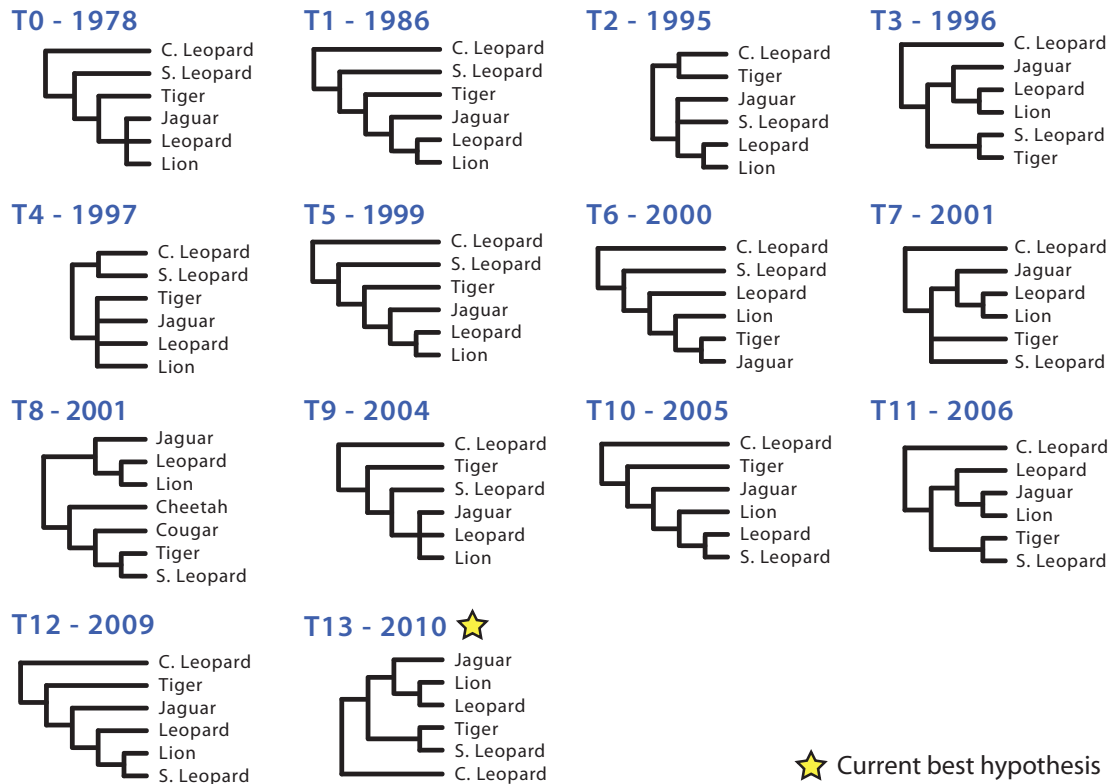 T0 - 1978
C. Leopard
S. Leopard
Tiger
Jaguar
Leopard
Lion
T1 - 1986
C. Leopard
S. Leopard
Tiger
Jaguar
Leopard
Lion
T2 - 1995
C. Leopard
Tiger
Jaguar
S. Leopard
Leopard
Lion
T3 - 1996
C. Leopard
Jaguar
Leopard
Lion
S. Leopard
Tiger
T4 - 1997
C. Leopard
S. Leopard
Tiger
Jaguar
Leopard
Lion
T5 - 1999
C. Leopard
S. Leopard
Tiger
Jaguar
Leopard
Lion
T6 - 2000
C. Leopard
S. Leopard
Leopard
Lion
Tiger
Jaguar
T7 - 2001
C. Leopard
Jaguar
Leopard
Lion
Tiger
S. Leopard
T8 - 2001
Jaguar
Leopard
Lion
Cheetah
Cougar
Tiger
S. Leopard
T9 - 2004
C. Leopard
Tiger
S. Leopard
Jaguar
Leopard
Lion
T10 - 2005
C. Leopard
Tiger
Jaguar
Lion
Leopard
S. Leopard
T11 - 2006
C. Leopard
Leopard
Jaguar
Lion
Tiger
S. Leopard
T12 - 2009
C. Leopard
Tiger
Jaguar
Leopard
Lion
S. Leopard
T13 - 2010
Jaguar
Lion
Leopard
Tiger
S. Leopard
C. Leopard
Current best hypothesis